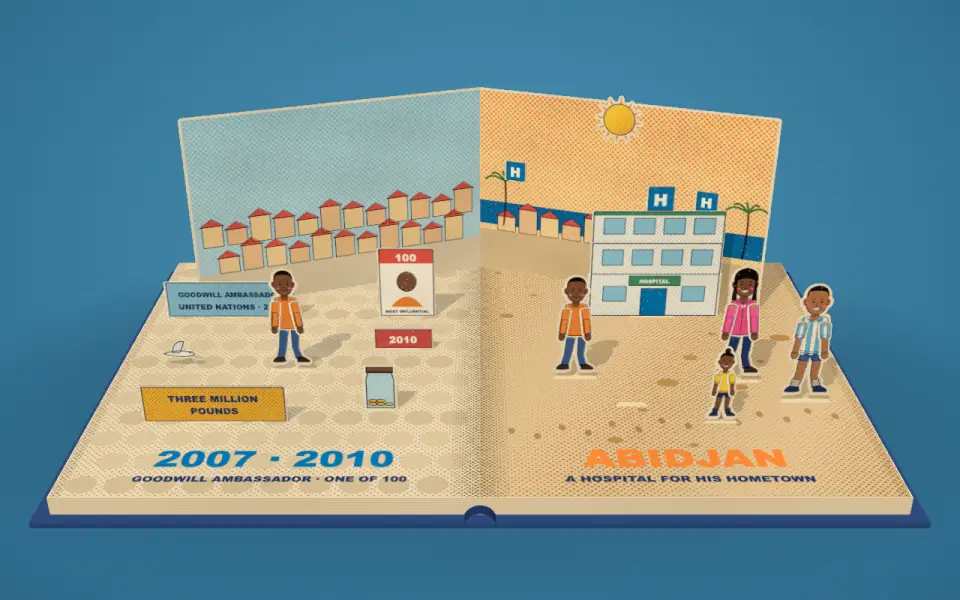 H
H
H
100
MOST INFLUENTIAL
HOSPITAL
GOODWILL AMBASSADO
UNITED NATIONS · 2
2010
THREE MILLION
POUNDS
2007 · 2010
GOODWILL AMBASSADOR · ONE OF 100
ABIDJAN
A HOSPITAL FOR HIS HOMETOWN